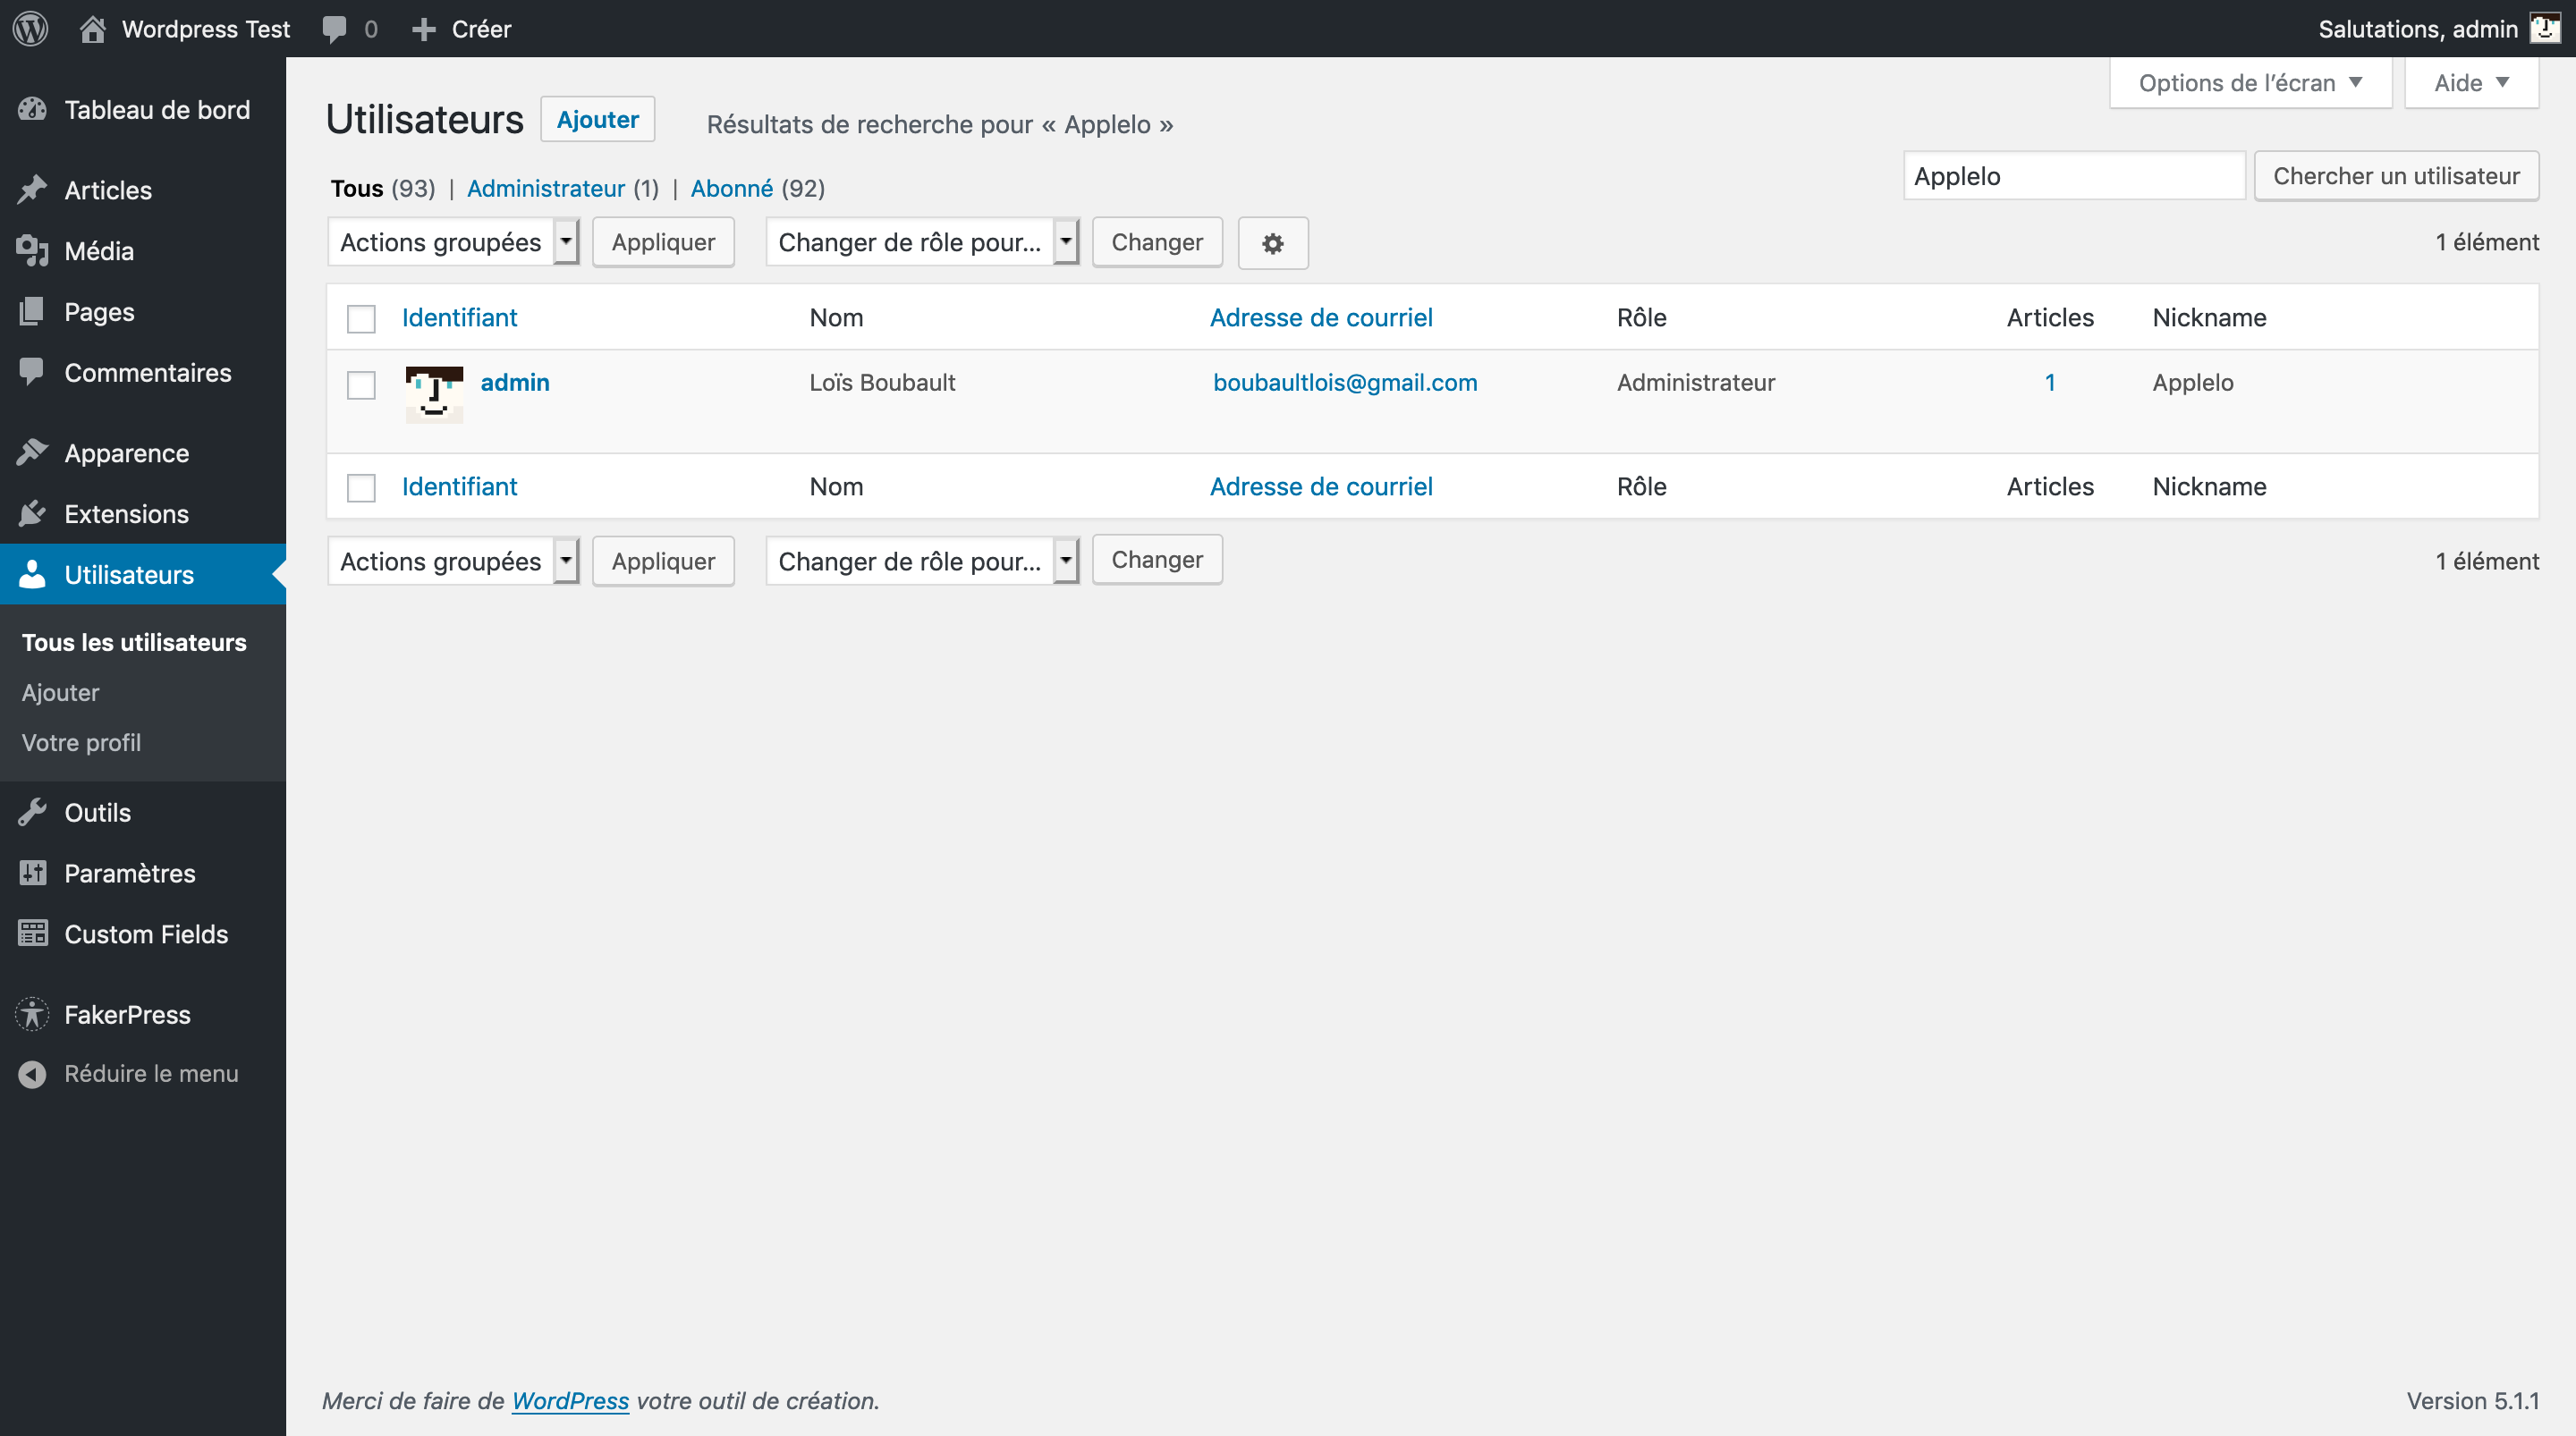 Wordpress Test 0 Créer Salutations, admin
Tableau de bord
Articles
Média
Pages
Commentaires
Apparence
Extensions
Utilisateurs
Tous les utilisateurs
Ajouter
Votre profil
Outils
Paramètres
Custom Fields
FakerPress
Réduire le menu
Options de l’écran Aide
Utilisateurs Ajouter Résultats de recherche pour « Applelo »
Applelo Chercher un utilisateur
Tous (93) | Administrateur (1) | Abonné (92)
Actions groupées Appliquer Changer de rôle pour... Changer 1 élément
Identifiant Nom Adresse de courriel Rôle Articles Nickname
admin Loïs Boubault boubaultlois@gmail.com Administrateur 1 Applelo
Identifiant Nom Adresse de courriel Rôle Articles Nickname
Actions groupées Appliquer Changer de rôle pour... Changer 1 élément
Merci de faire de WordPress votre outil de création. Version 5.1.1